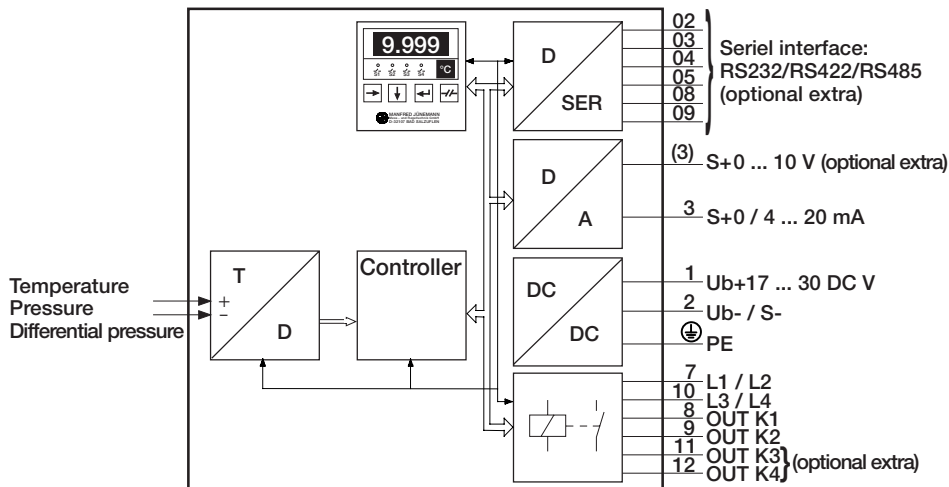 9.999
°C
MANFRED JÜNEMANN
D-32107 BAD SALZUFLEN
D
SER
02
03
04
05
08
09
Seriel interface:
RS232/RS422/RS485
(optional extra)
D
A
(3) S+0 ... 10 V (optional extra)
3 S+0 / 4 ... 20 mA
T
+
−
D
Controller
Temperature
Pressure
Differential pressure
DC
DC
1 Ub+17 ... 30 DC V
2 Ub- / S-
PE
7 L1 / L2
10 L3 / L4
8 OUT K1
9 OUT K2
11 OUT K3
12 OUT K4
(optional extra)